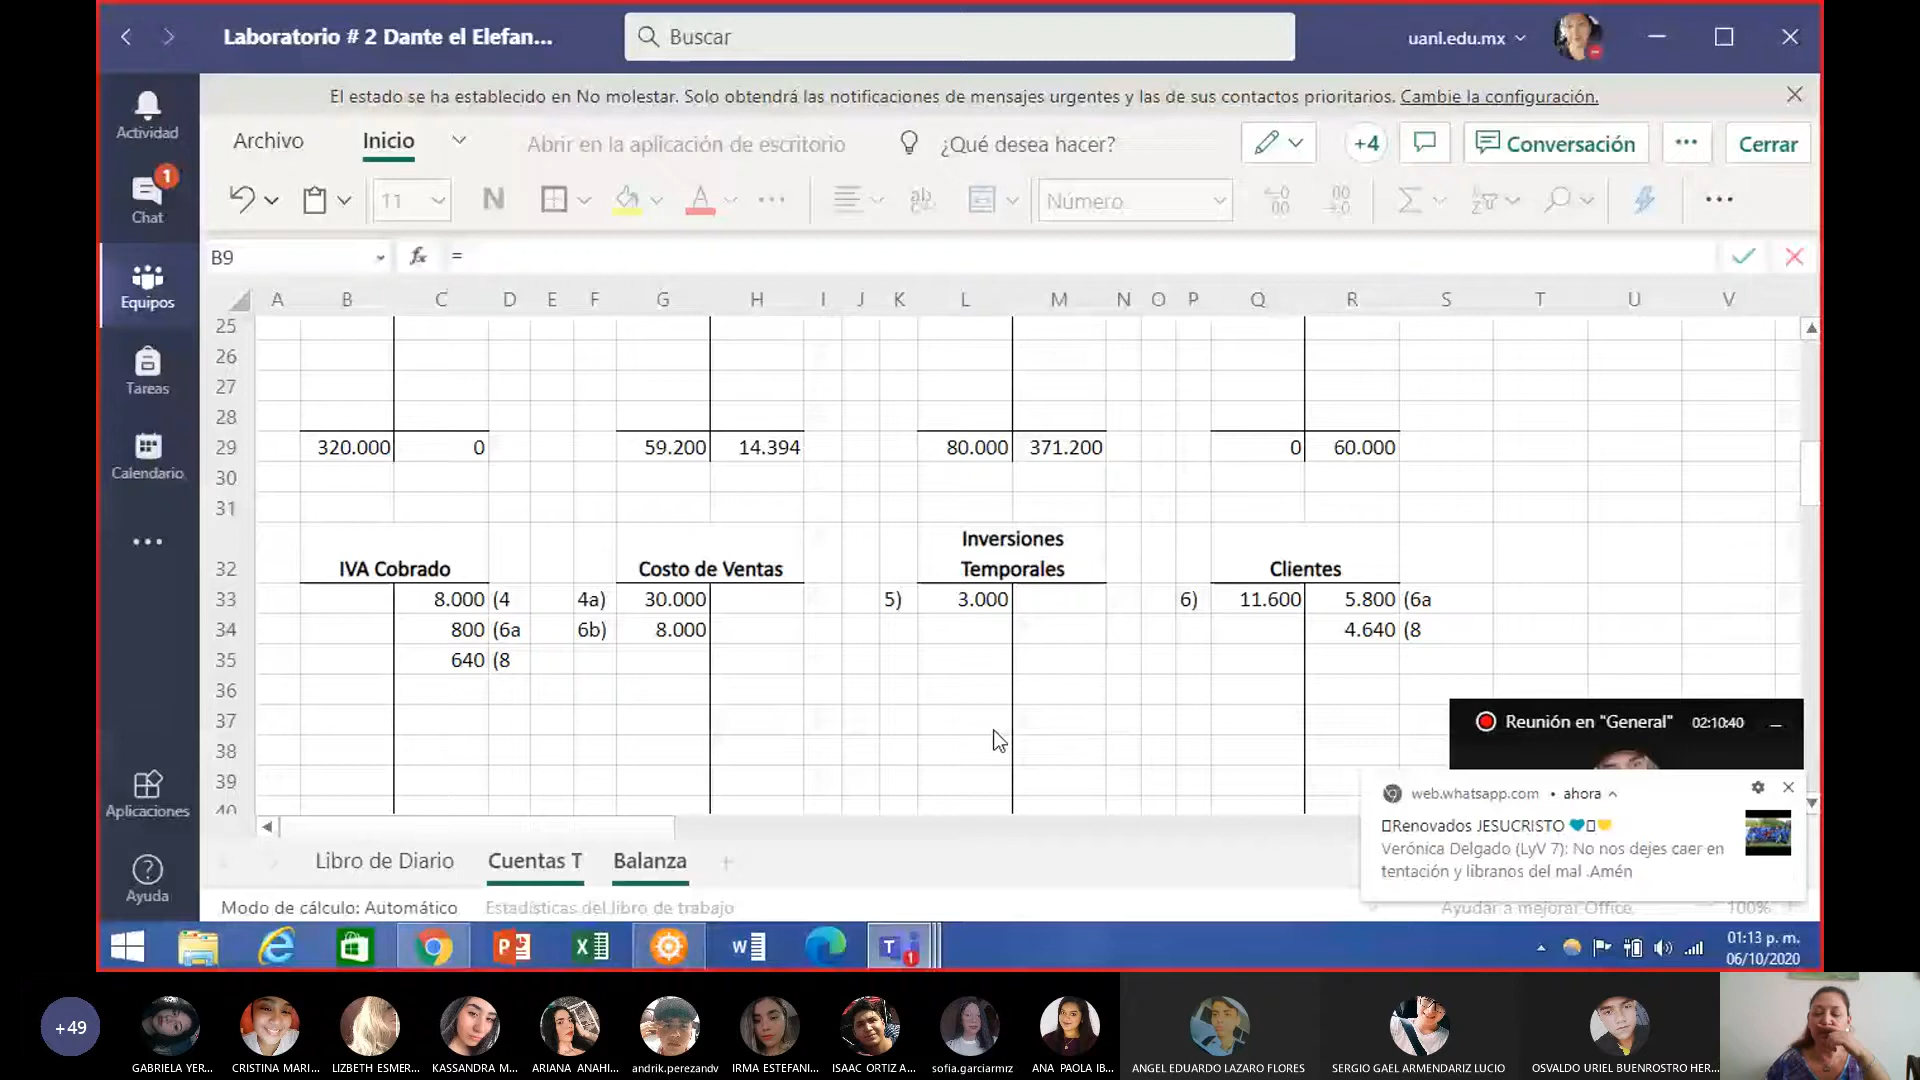 Laboratorio # 2 Dante el Elefan...
Buscar
uanl.edu.mx
El estado se ha establecido en No molestar. Solo obtendrá las notificaciones de mensajes urgentes y las de sus contactos prioritarios. Cambie la configuración.
Actividad
Chat
1
Equipos
Tareas
Calendario
Aplicaciones
Ayuda
Archivo
Inicio
Abrir en la aplicación de escritorio
¿Qué desea hacer?
+4
Conversación
Cerrar
11
N
Número
B9
fx
=
A B C D E F G H I J K L M N O P Q R S T U V
25
26
27
28
29 320.000 0 59.200 14.394 80.000 371.200 0 60.000
30
31
Inversiones
32 IVA Cobrado Costo de Ventas Temporales Clientes
33 8.000 (4 4a) 30.000 5) 3.000 6) 11.600 5.800 (6a
34 800 (6a 6b) 8.000 4.640 (8
35 640 (8
36
37
38
39
40
Reunión en "General" 02:10:40
web.whatsapp.com • ahora
Renovados JESUCRISTO
Verónica Delgado (LyV 7): No nos dejes caer en
tentación y libranos del mal .Amén
Libro de Diario Cuentas T Balanza
Modo de cálculo: Automático Estadísticas del libro de trabajo Ayudar a mejorar Office 100%
01:13 p. m.
06/10/2020
+49
GABRIELA YER...
CRISTINA MARI...
LIZBETH ESMER...
KASSANDRA M...
ARIANA ANAHI...
andrik.perezandv
IRMA ESTEFANI...
ISAAC ORTIZ A...
sofia.garciarmrz
ANA PAOLA IB...
ANGEL EDUARDO LAZARO FLORES
SERGIO GAEL ARMENDARIZ LUCIO
OSVALDO URIEL BUENROSTRO HER...